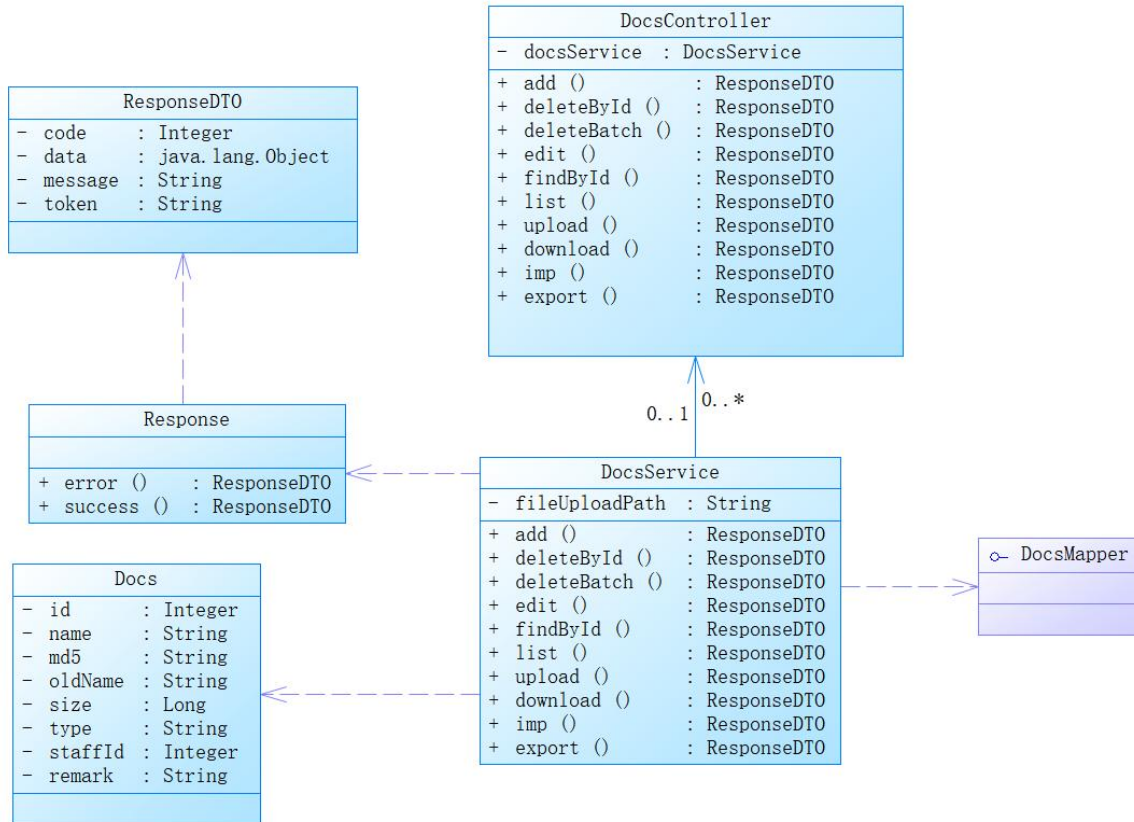 DocsController
- docsService : DocsService
+ add () : ResponseDTO
+ deleteById () : ResponseDTO
+ deleteBatch () : ResponseDTO
+ edit () : ResponseDTO
+ findById () : ResponseDTO
+ list () : ResponseDTO
+ upload () : ResponseDTO
+ download () : ResponseDTO
+ imp () : ResponseDTO
+ export () : ResponseDTO
ResponseDTO
- code : Integer
- data : java.lang.Object
- message : String
- token : String
0..1
0..*
Response
+ error () : ResponseDTO
+ success () : ResponseDTO
DocsService
- fileUploadPath : String
+ add () : ResponseDTO
+ deleteById () : ResponseDTO
+ deleteBatch () : ResponseDTO
+ edit () : ResponseDTO
+ findById () : ResponseDTO
+ list () : ResponseDTO
+ upload () : ResponseDTO
+ download () : ResponseDTO
+ imp () : ResponseDTO
+ export () : ResponseDTO
DocsMapper
Docs
- id : Integer
- name : String
- md5 : String
- oldName : String
- size : Long
- type : String
- staffId : Integer
- remark : String